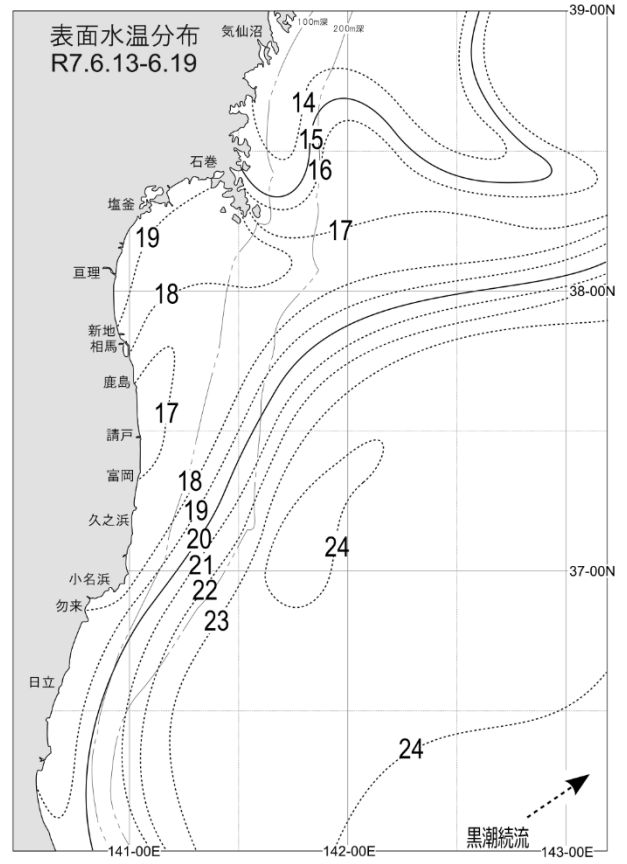 39-00N
表面水温分布
R7.6.13-6.19
気仙沼
100m深
200m深
14
15
石巻
16
塩釜
17
19
亘理
18
38-00N
新地
相馬
鹿島
17
請戸
富岡
18
久之浜
19
20
24
21
37-00N
小名浜
22
勿来
23
日立
24
黒潮続流
141-00E
142-00E
143-00E